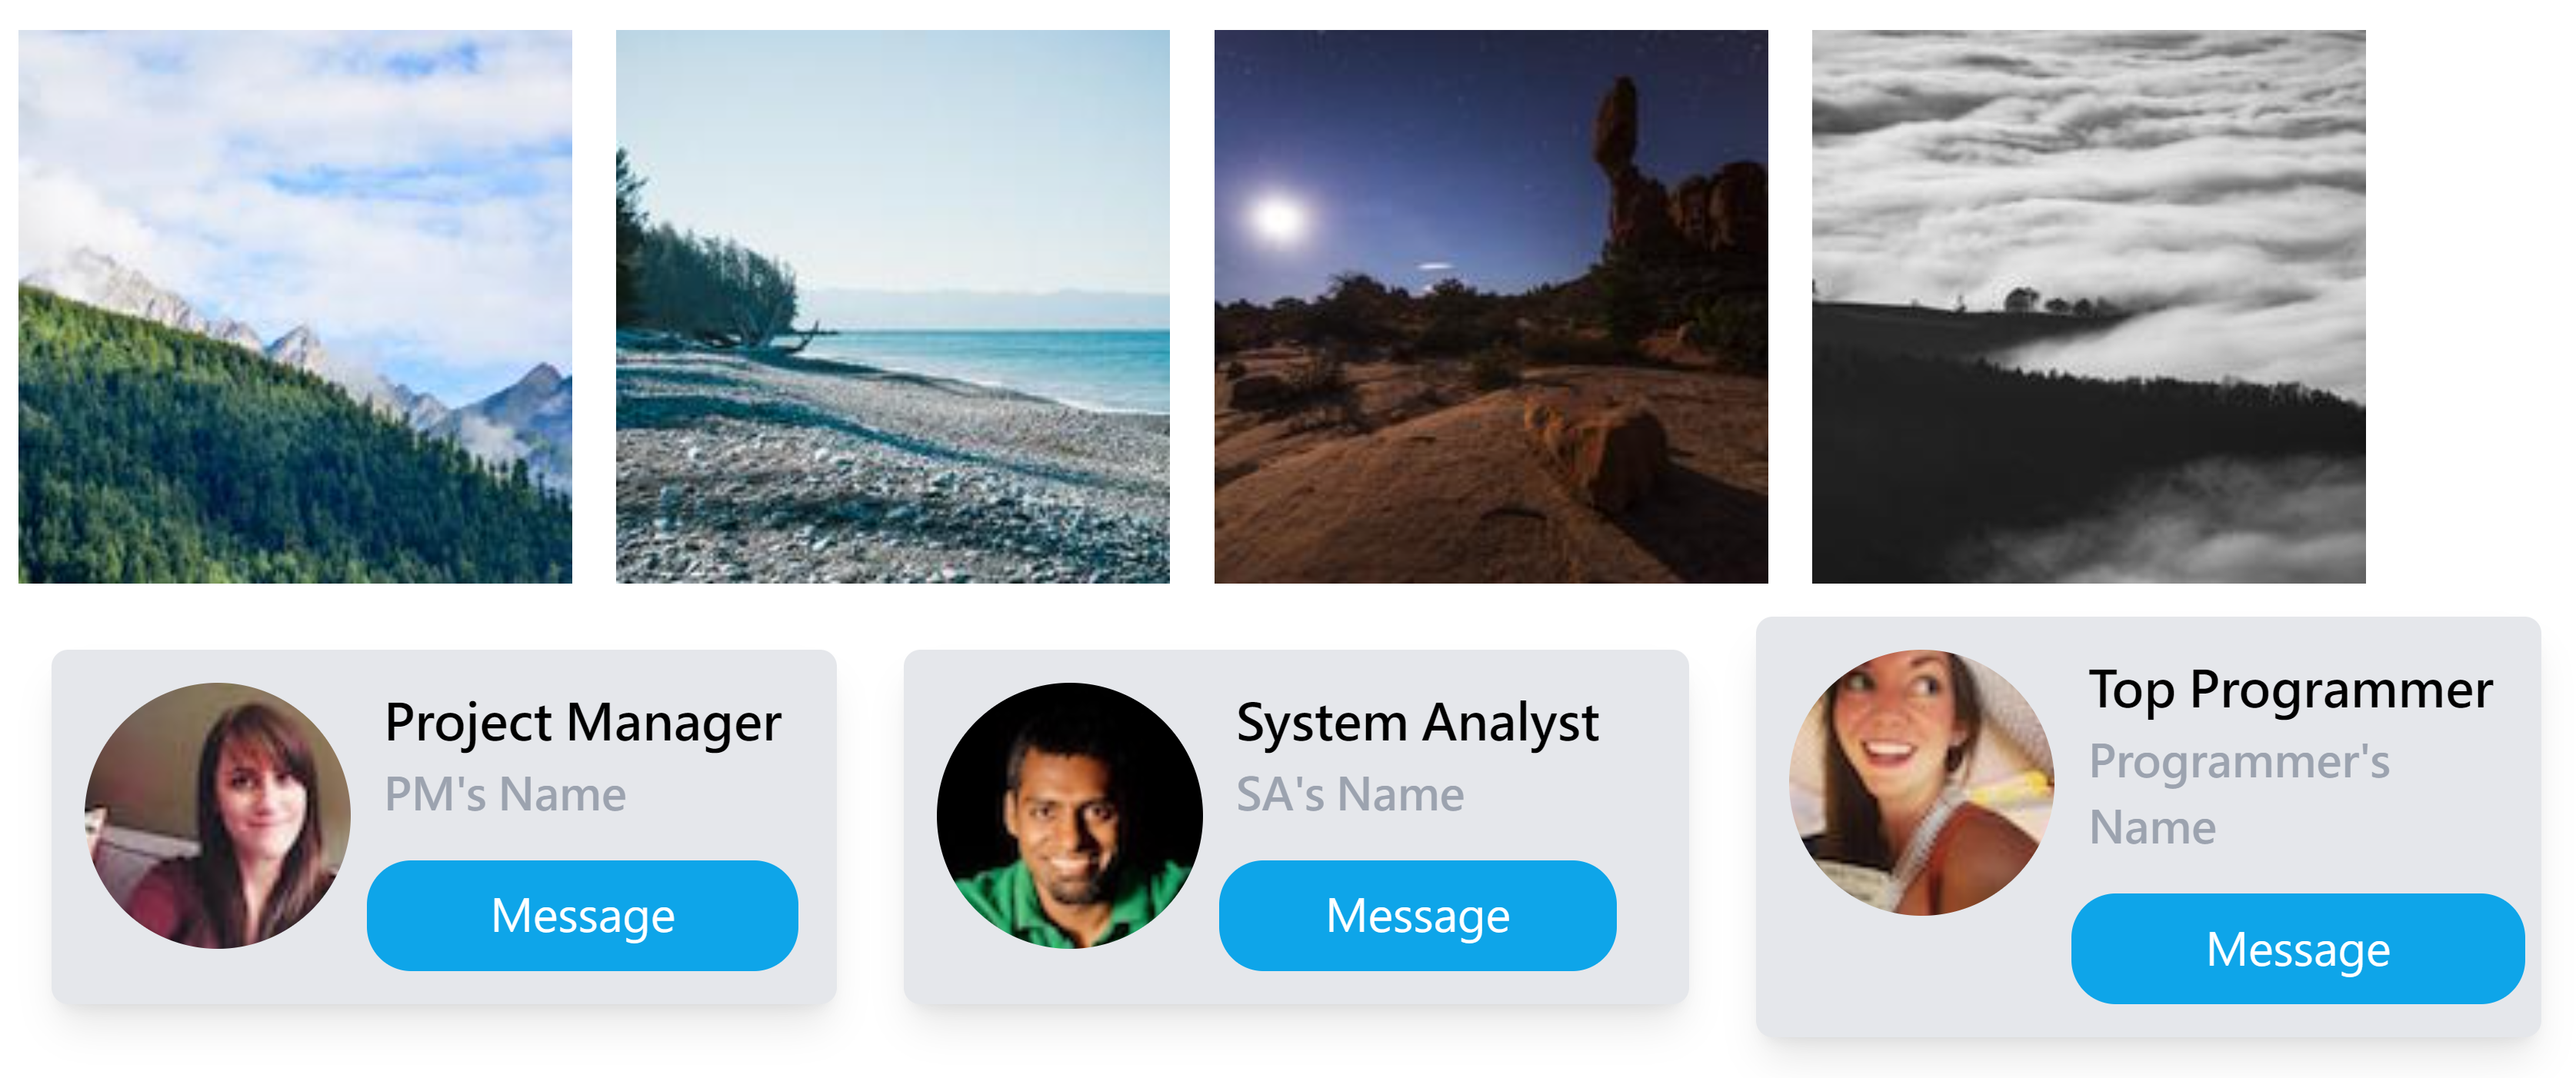 Project Manager
PM's Name
Message
System Analyst
SA's Name
Message
Top Programmer
Programmer's
Name
Message